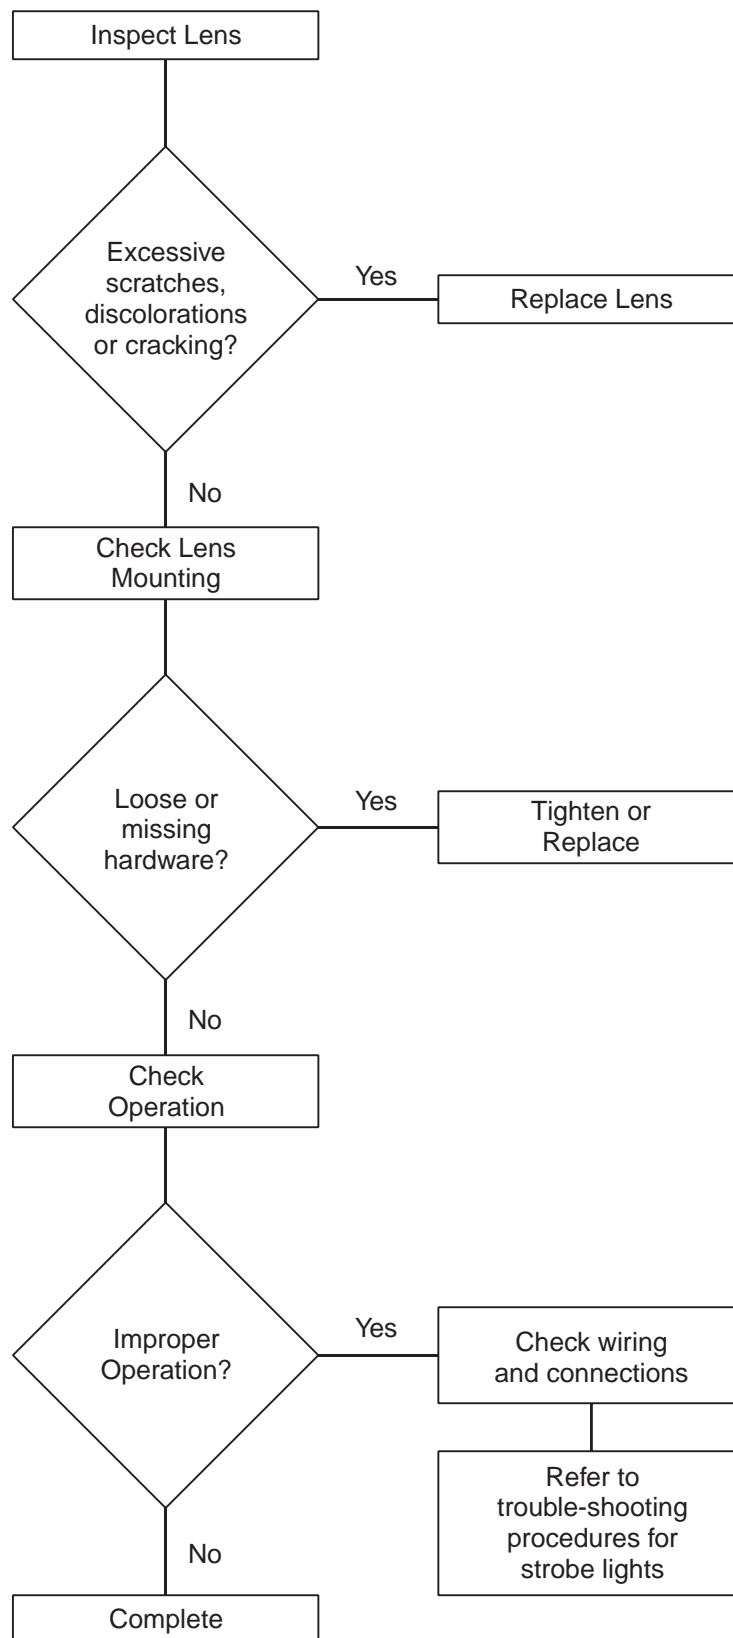 Inspect Lens
Excessive
scratches,
discolorations
or cracking?
Yes
Replace Lens
No
Check Lens
Mounting
Loose or
missing
hardware?
Yes
Tighten or
Replace
No
Check
Operation
Improper
Operation?
Yes
Check wiring
and connections
Refer to
trouble-shooting
procedures for
strobe lights
No
Complete